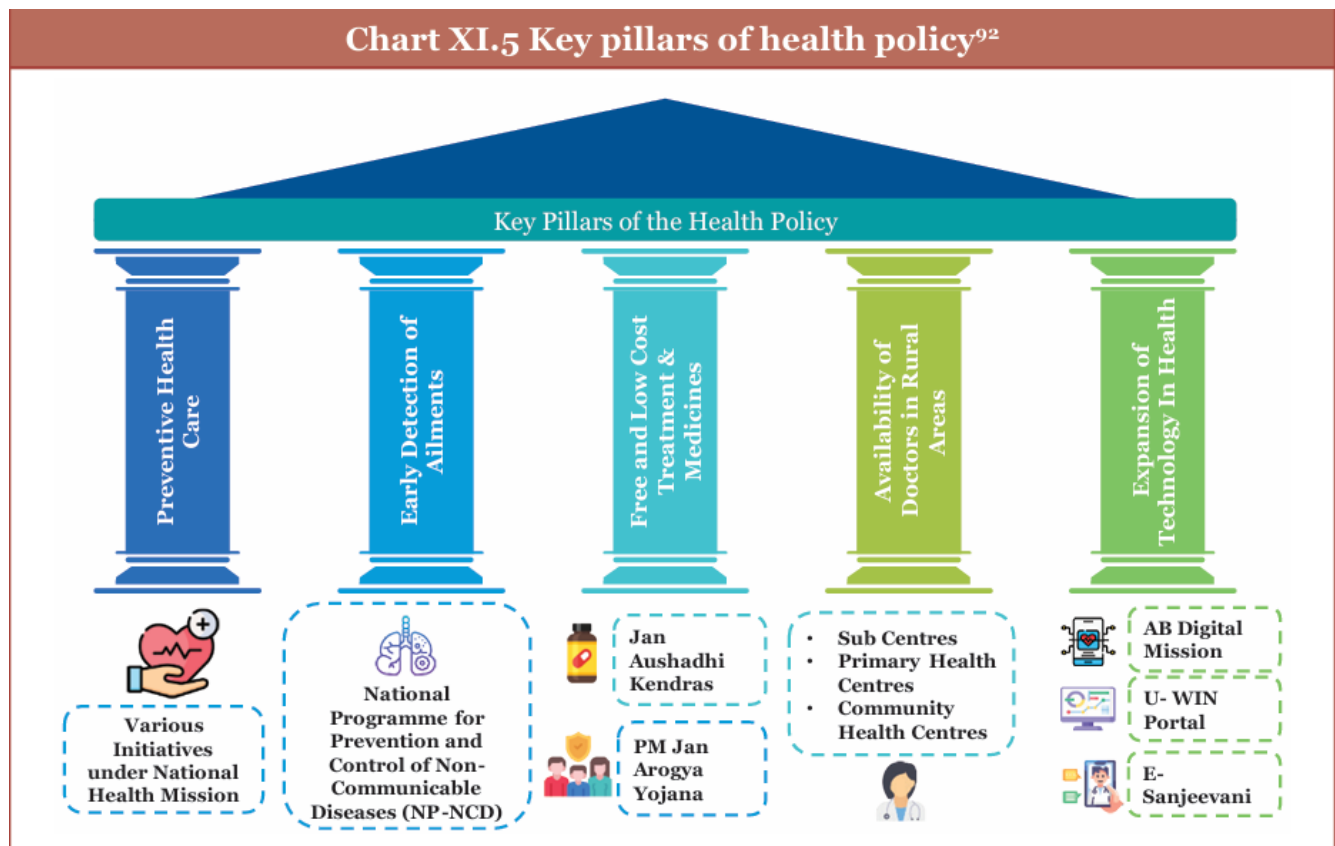 Chart XI.5 Key pillars of health policy⁹²
Key Pillars of the Health Policy
Preventive Health
Care
Early Detection of
Ailments
Free and Low Cost
Treatment &
Medicines
Availability of
Doctors in Rural
Areas
Expansion of
Technology In Health
Various
Initiatives
under National
Health Mission
National
Programme for
Prevention and
Control of Non-
Communicable
Diseases (NP-NCD)
Jan
Aushadhi
Kendras
PM Jan
Arogya
Yojana
• Sub Centres
• Primary Health
Centres
• Community
Health Centres
AB Digital
Mission
U- WIN
Portal
E-
Sanjeevani